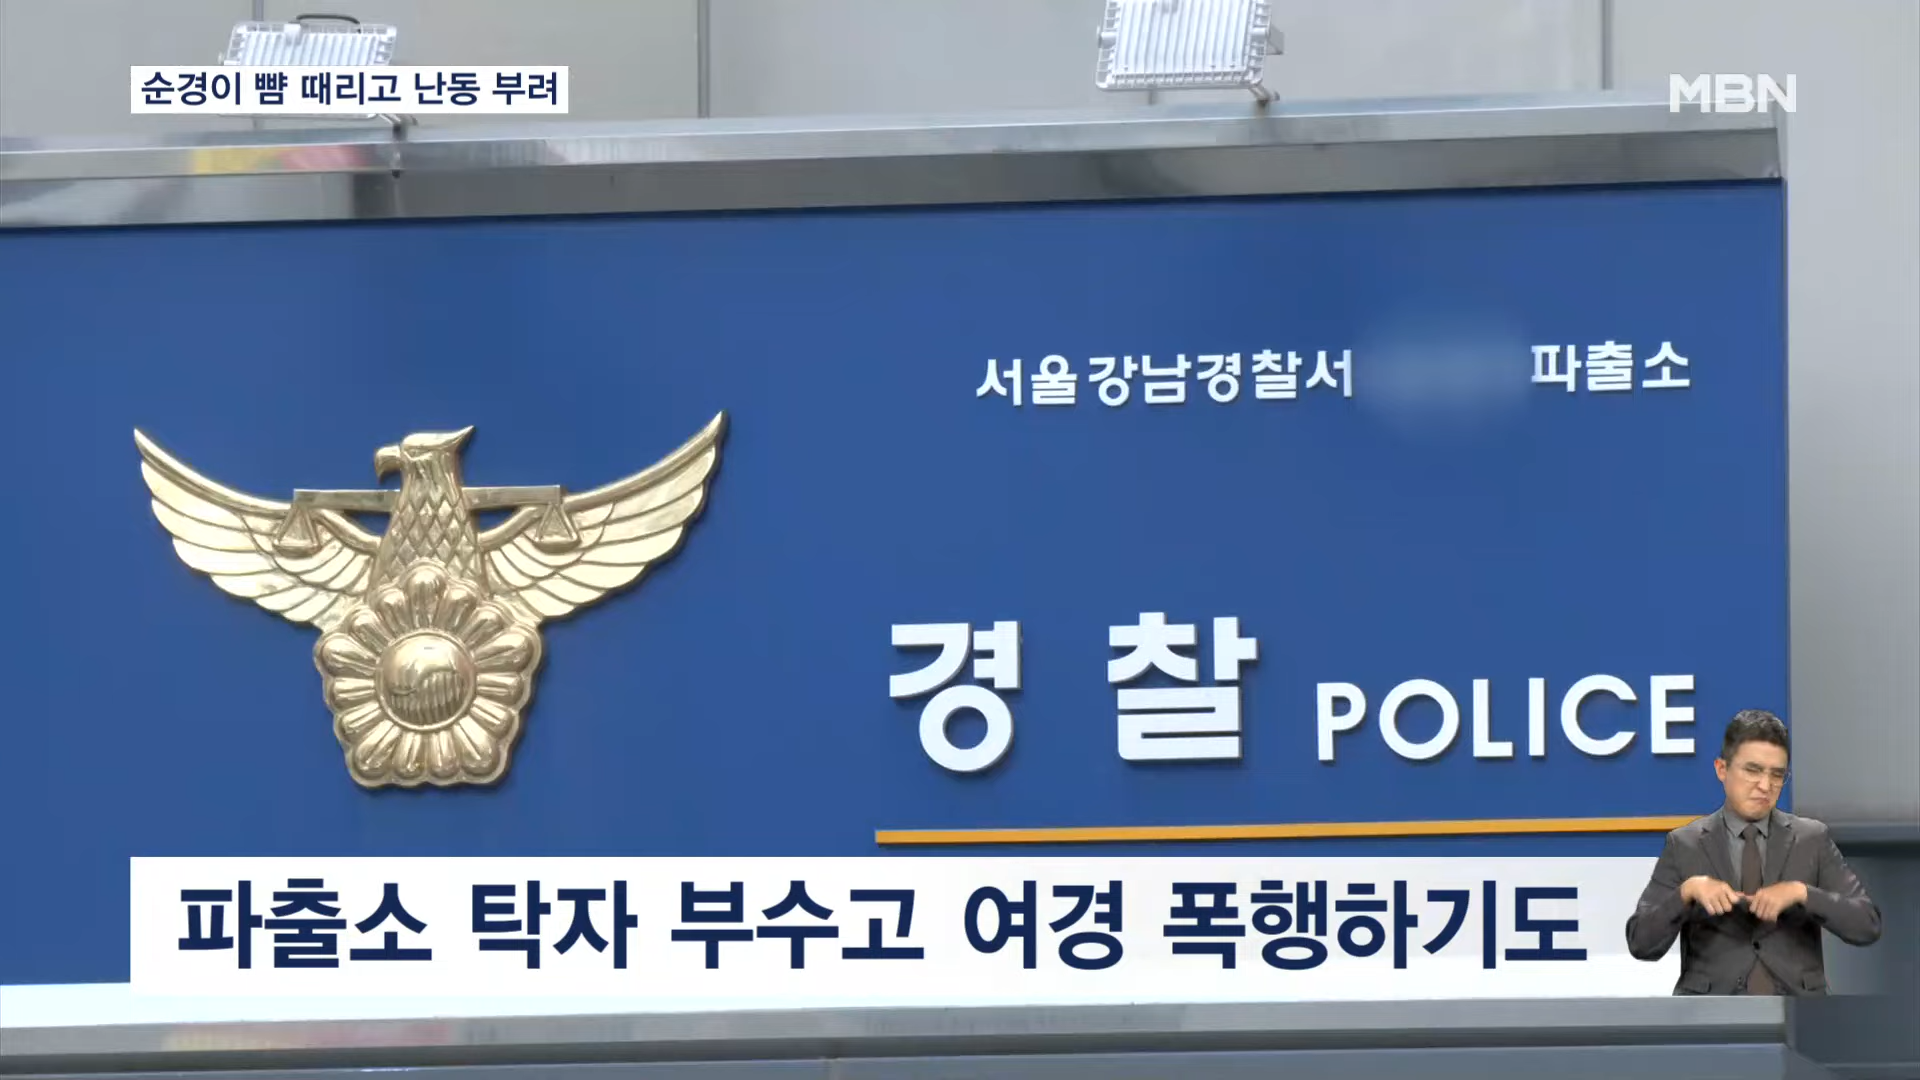 순경이 뺨 때리고 난동 부려
MBN
서울강남경찰서 파출소
경찰 POLICE
파출소 탁자 부수고 여경 폭행하기도